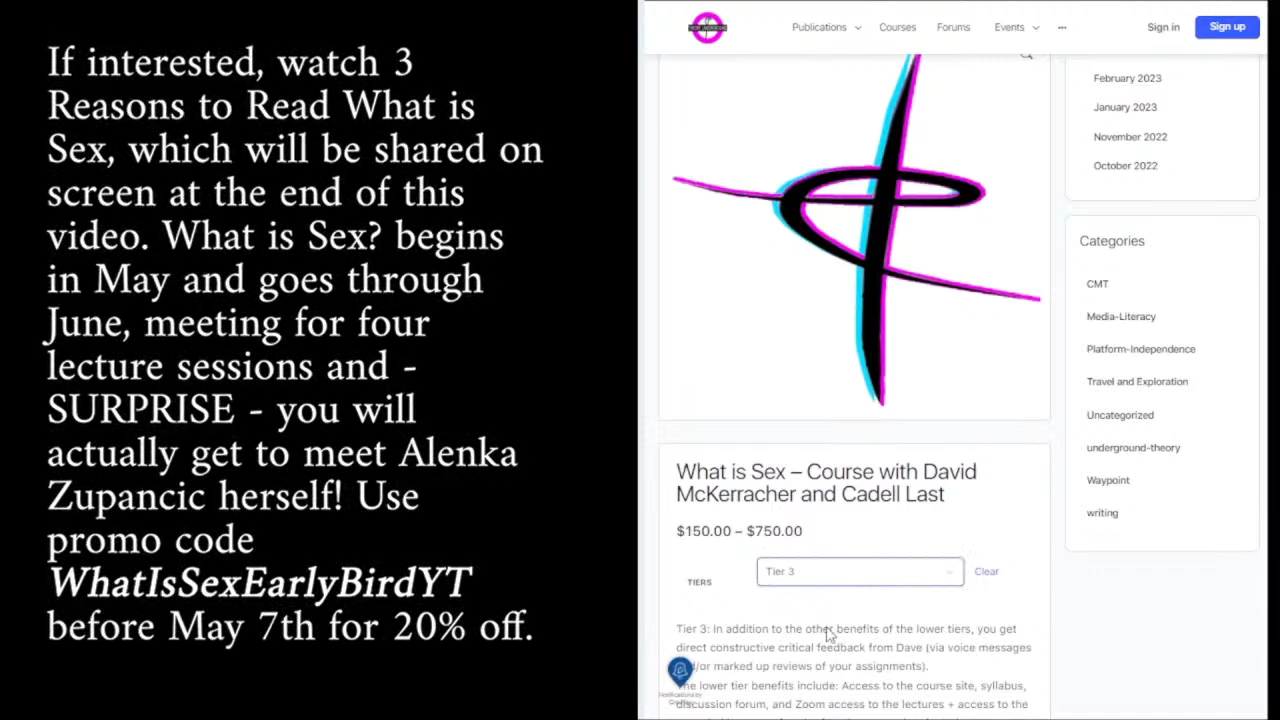 If interested, watch 3
Reasons to Read What is
Sex, which will be shared on
screen at the end of this
video. What is Sex? begins
in May and goes through
June, meeting for four
lecture sessions and -
SURPRISE - you will
actually get to meet Alenka
Zupancic herself! Use
promo code
WhatIsSexEarlyBirdYT
before May 7th for 20% off.
Publications Courses Forums Events ••• Sign in Sign up
What is Sex – Course with David
McKerracher and Cadell Last
$150.00 – $750.00
TIERS Tier 3 Clear
Tier 3: In addition to the other benefits of the lower tiers, you get
direct constructive critical feedback from Dave (via voice messages
and/or marked up reviews of your assignments).
The lower tier benefits include: Access to the course site, syllabus,
discussion forum, and Zoom access to the lectures + access to the
February 2023
January 2023
November 2022
October 2022
Categories
CMT
Media-Literacy
Platform-Independence
Travel and Exploration
Uncategorized
underground-theory
Waypoint
writing